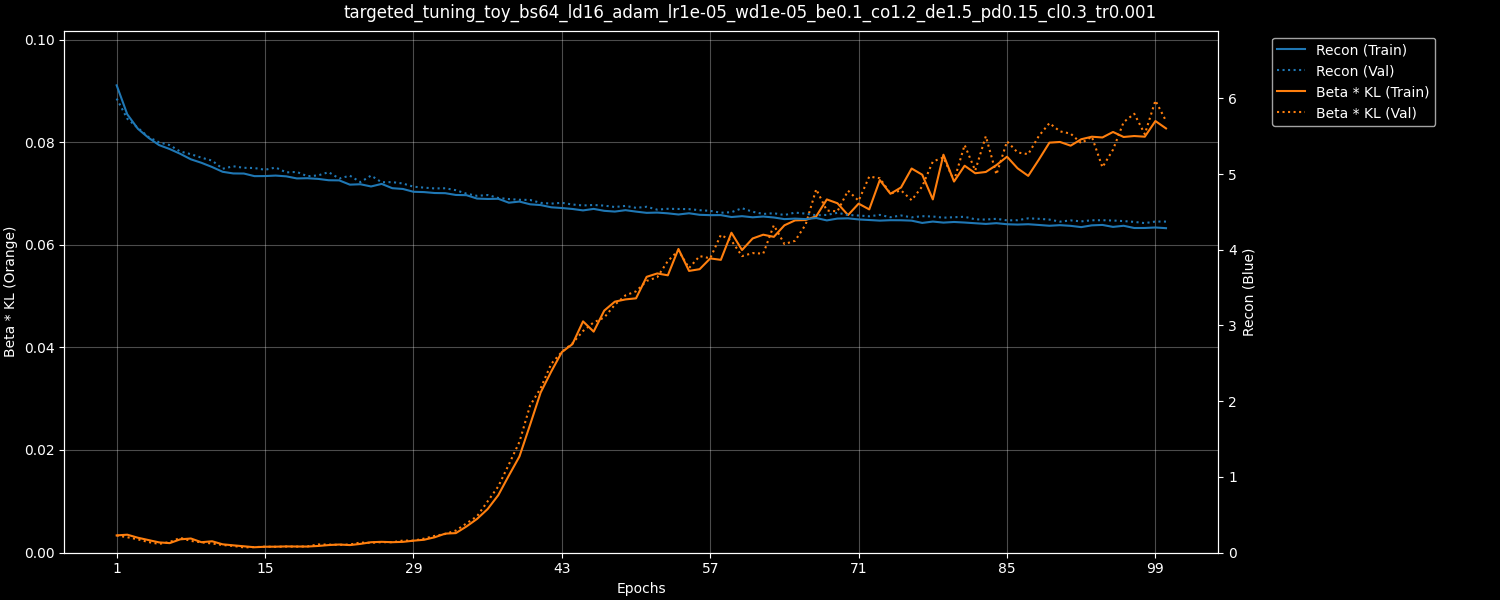 targeted_tuning_toy_bs64_ld16_adam_lr1e-05_wd1e-05_be0.1_co1.2_de1.5_pd0.15_cl0.3_tr0.001
Beta * KL (Orange)
0.10
0.08
0.06
0.04
0.02
0.00
1
15
29
43
57
71
85
99
Epochs
6
5
4
3
2
1
0
Recon (Blue)
Recon (Train)
Recon (Val)
Beta * KL (Train)
Beta * KL (Val)